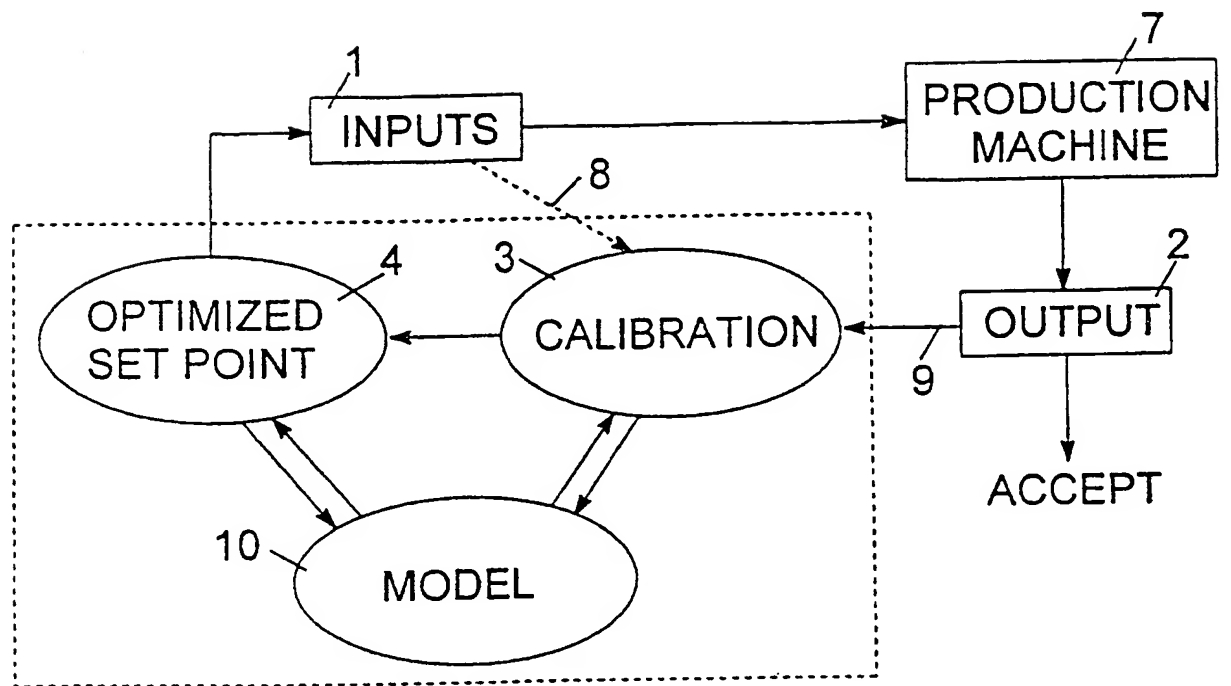 1
INPUTS
7
PRODUCTION
MACHINE
8
4
OPTIMIZED
SET POINT
3
CALIBRATION
2
OUTPUT
9
ACCEPT
10
MODEL